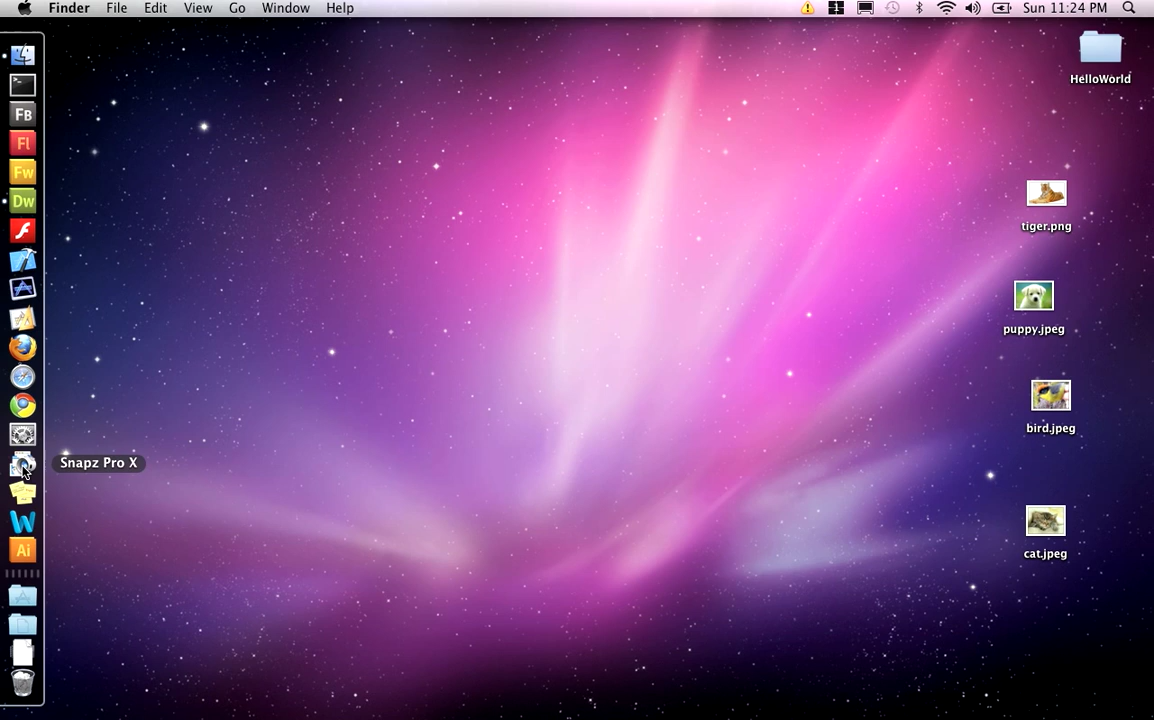 Finder File Edit View Go Window Help Sun 11:24 PM
HelloWorld
FB
Fl
Fw
Dw
tiger.png
puppy.jpeg
bird.jpeg
Snapz Pro X
W
Ai
cat.jpeg